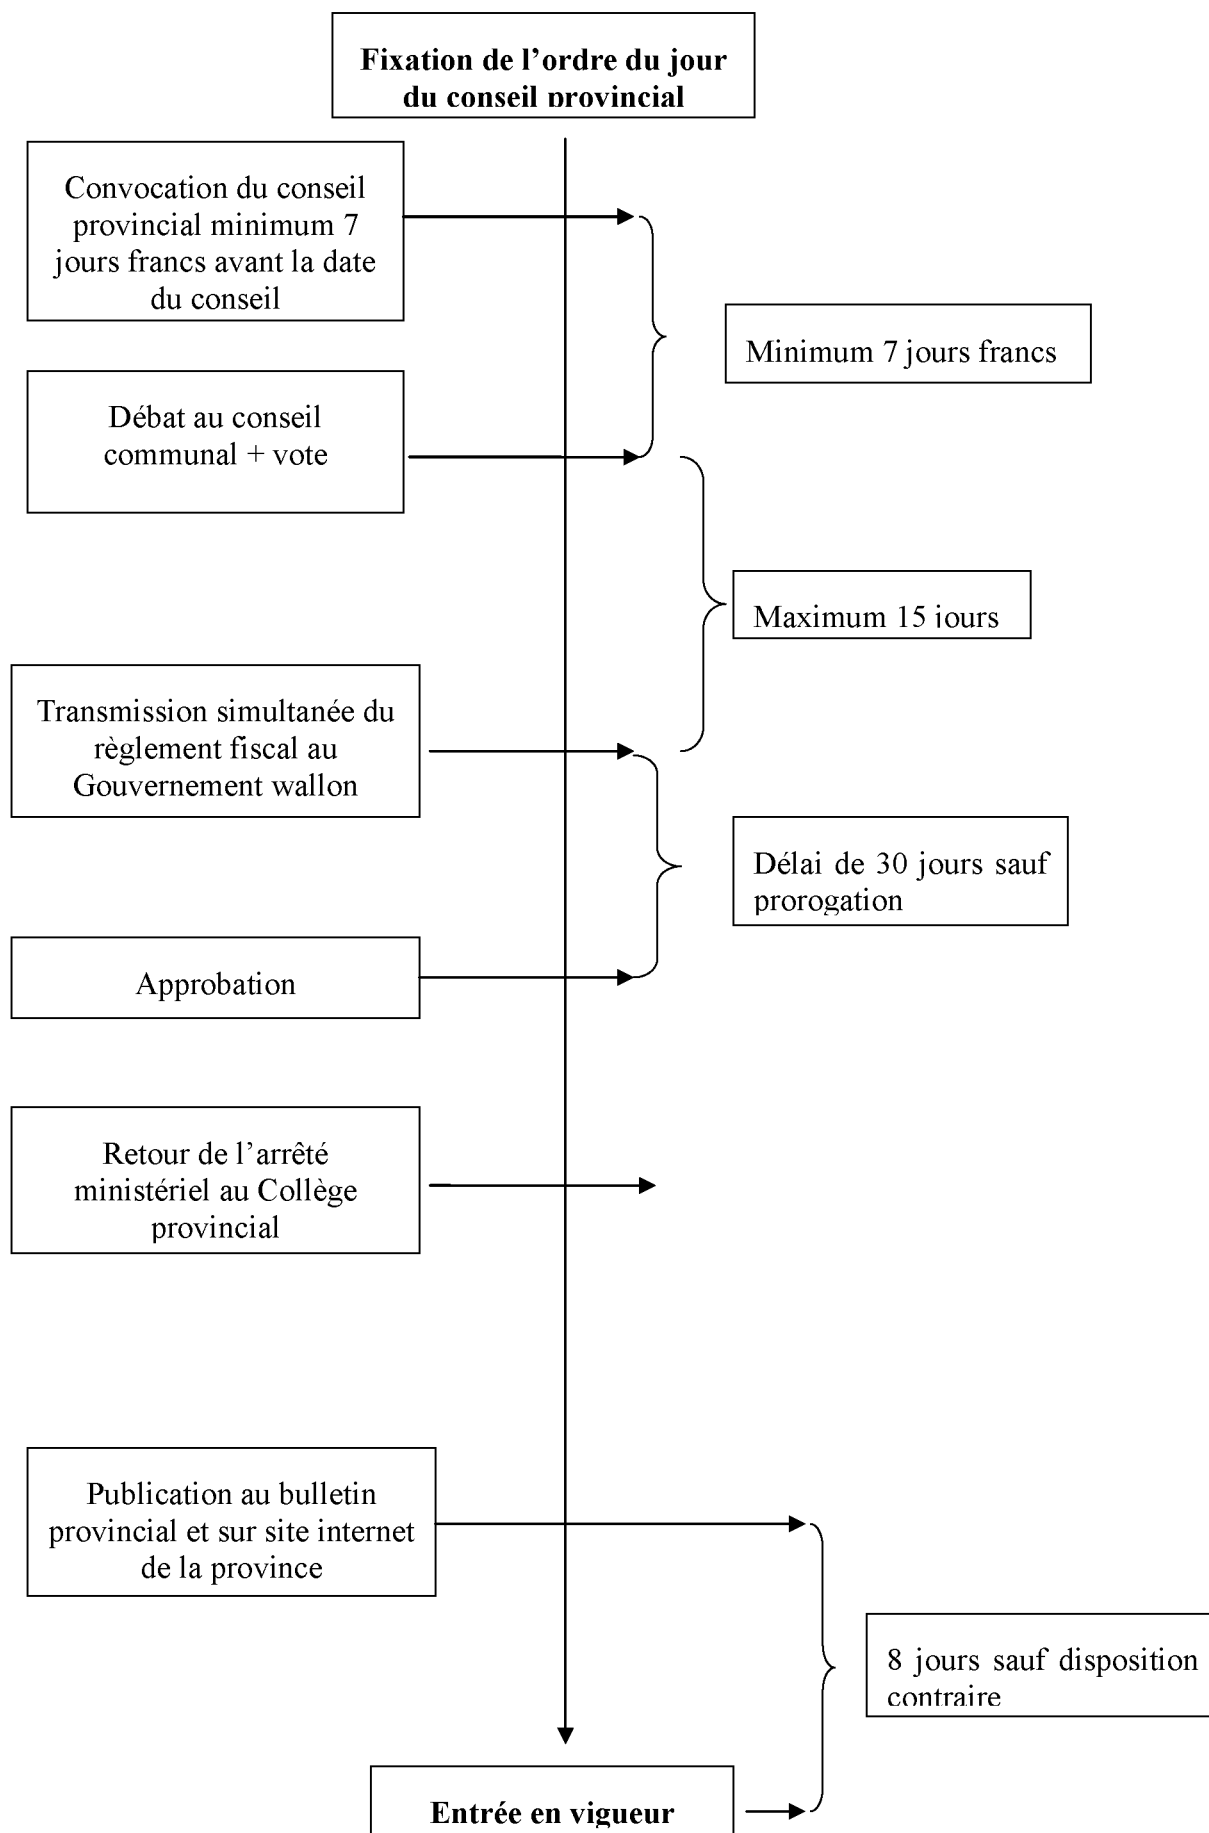 Fixation de l’ordre du jour
du conseil provincial
Convocation du conseil
provincial minimum 7
jours francs avant la date
du conseil
Minimum 7 jours francs
Débat au conseil
communal + vote
Maximum 15 jours
Transmission simultanée du
règlement fiscal au
Gouvernement wallon
Délai de 30 jours sauf
prorogation
Approbation
Retour de l’arrêté
ministériel au Collège
provincial
Publication au bulletin
provincial et sur site internet
de la province
8 jours sauf disposition
contraire
Entrée en vigueur